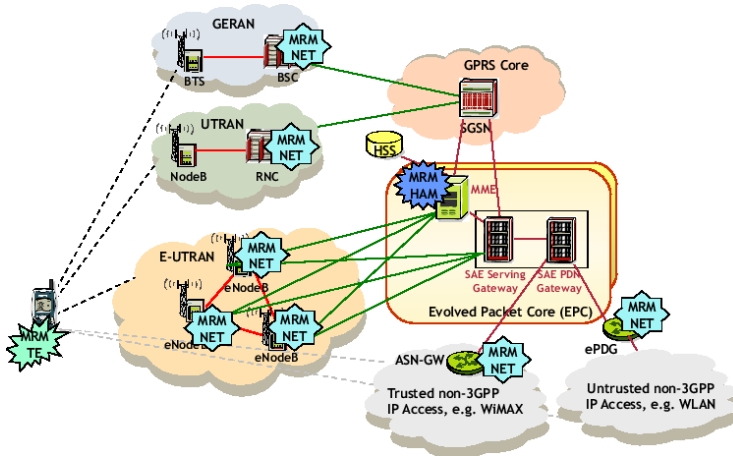 GERAN
MRM
NET
BTS
BSC
GPRS Core
SGSN
UTRAN
MRM
NET
NodeB
RNC
HSS
MRM
HAM
MME
E-UTRAN
MRM
NET
eNodeB
MRM
NET
eNodeB
MRM
NET
eNodeB
SAE Serving
Gateway
SAE PDN
Gateway
Evolved Packet Core (EPC)
MRM
TE
ASN-GW
MRM
NET
ePDG
MRM
NET
Trusted non-3GPP
IP Access, e.g. WiMAX
Untrusted non-3GPP
IP Access, e.g. WLAN